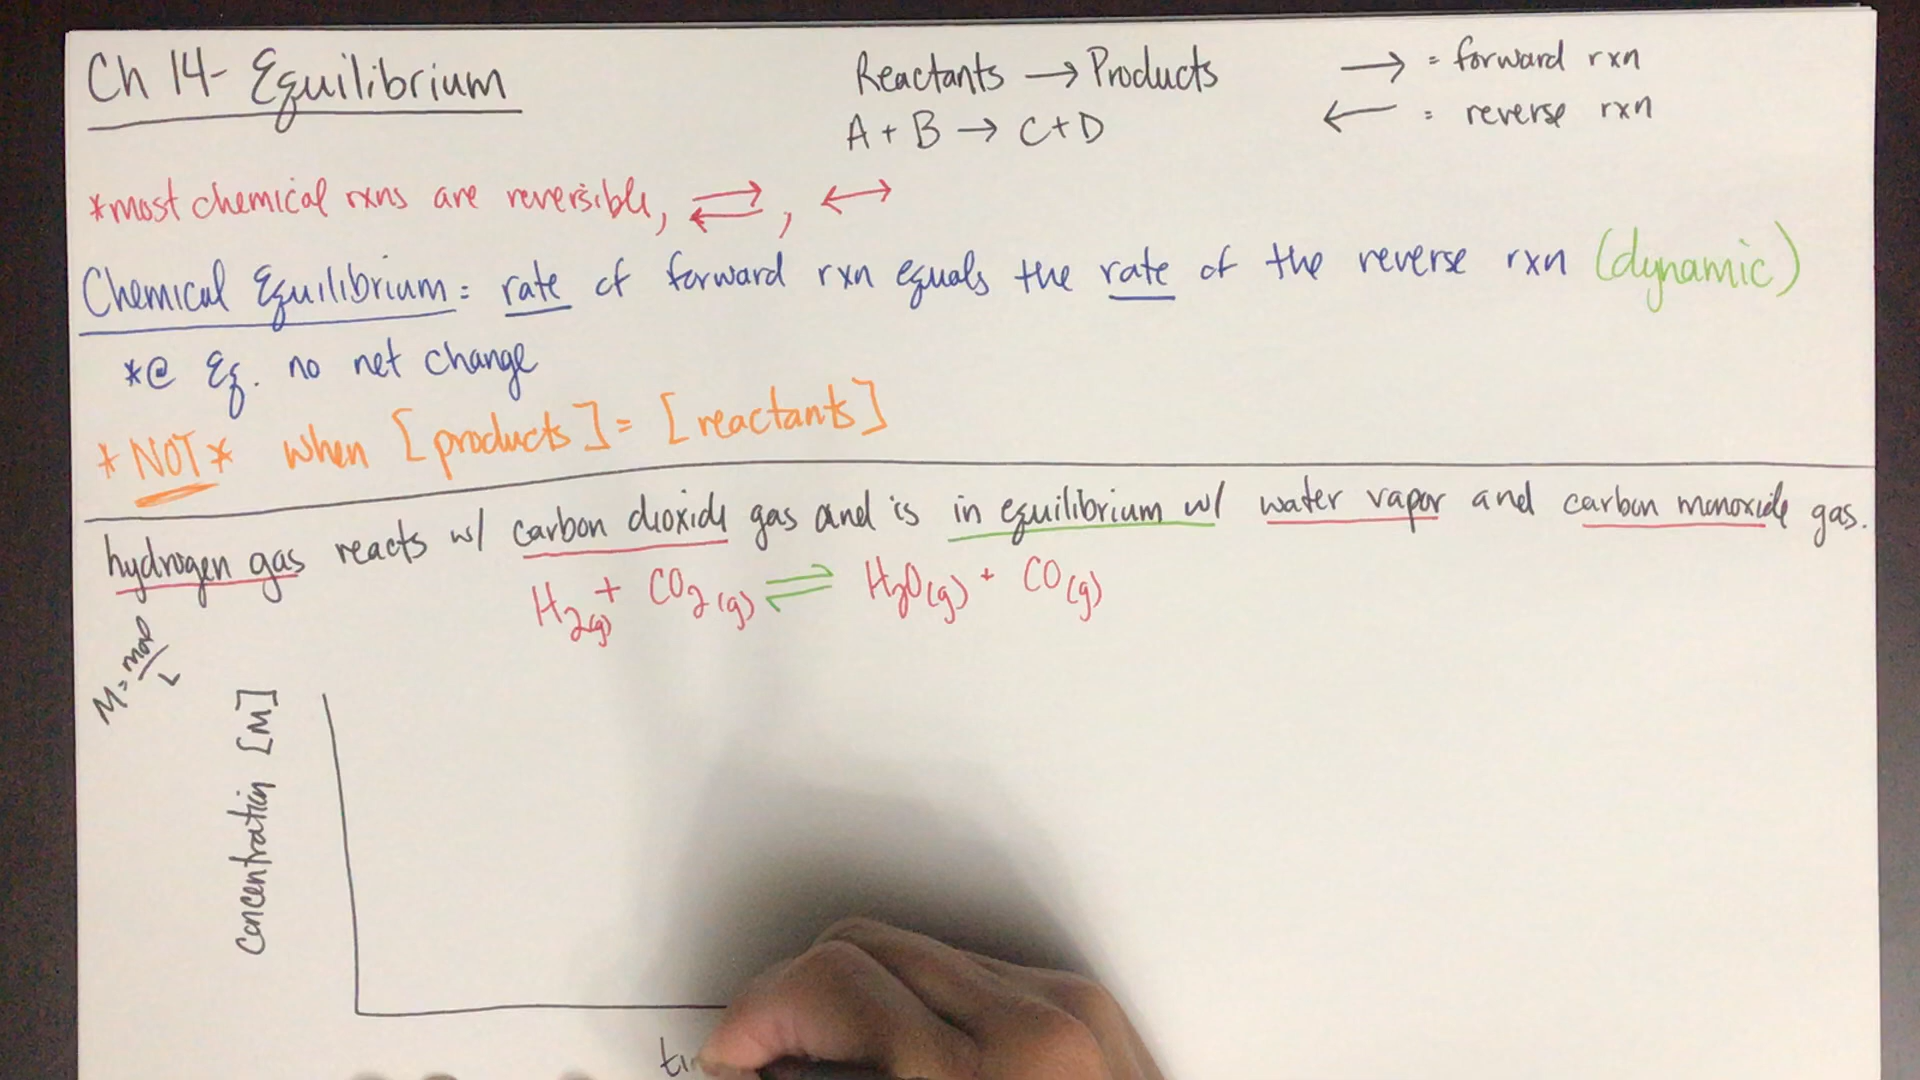 Ch 14- Equilibrium
Reactants → Products
A + B → C + D
→ = forward rxn
← = reverse rxn
*most chemical rxns are reversible, ⇌, ↔
Chemical Equilibrium: rate of forward rxn equals the rate of the reverse rxn (dynamic)
*@ Eq. no net change
*NOT* when [products] = [reactants]
hydrogen gas reacts w/ carbon dioxide gas and is in equilibrium w/ water vapor and carbon monoxide gas.
H₂(g) + CO₂(g) ⇌ H₂O(g) + CO(g)
M = mol/L
Concentration [M]